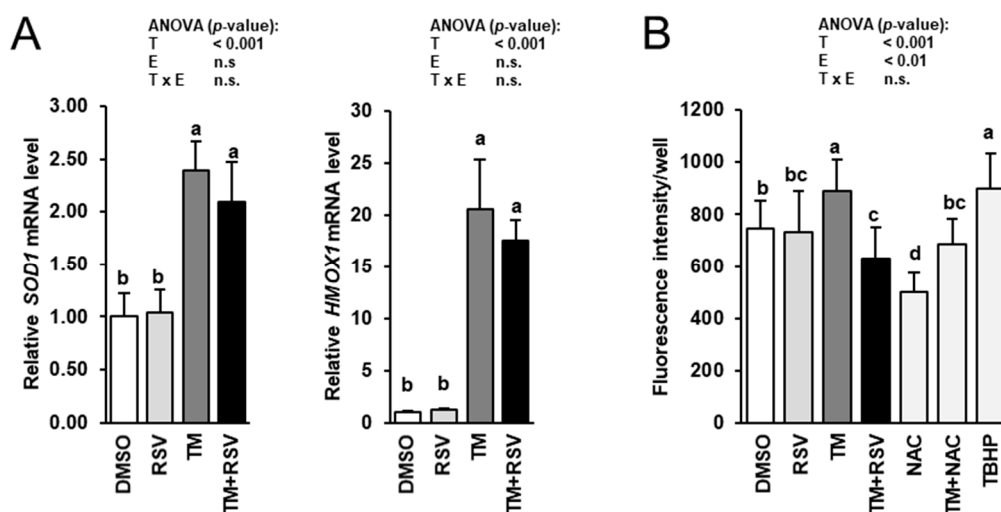 A
ANOVA (p-value):
T < 0.001
E n.s
T x E n.s.
Relative SOD1 mRNA level
3.00
2.50
2.00
1.50
1.00
0.50
0.00
b
b
a
a
DMSO
RSV
TM
TM+RSV
ANOVA (p-value):
T < 0.001
E n.s
T x E n.s.
Relative HMOX1 mRNA level
30
25
20
15
10
5
0
b
b
a
a
DMSO
RSV
TM
TM+RSV
B
ANOVA (p-value):
T < 0.001
E < 0.01
T x E n.s.
Fluorescence intensity/well
1200
1000
800
600
400
200
0
b
bc
a
c
d
bc
a
DMSO
RSV
TM
TM+RSV
NAC
TM+NAC
TBHP